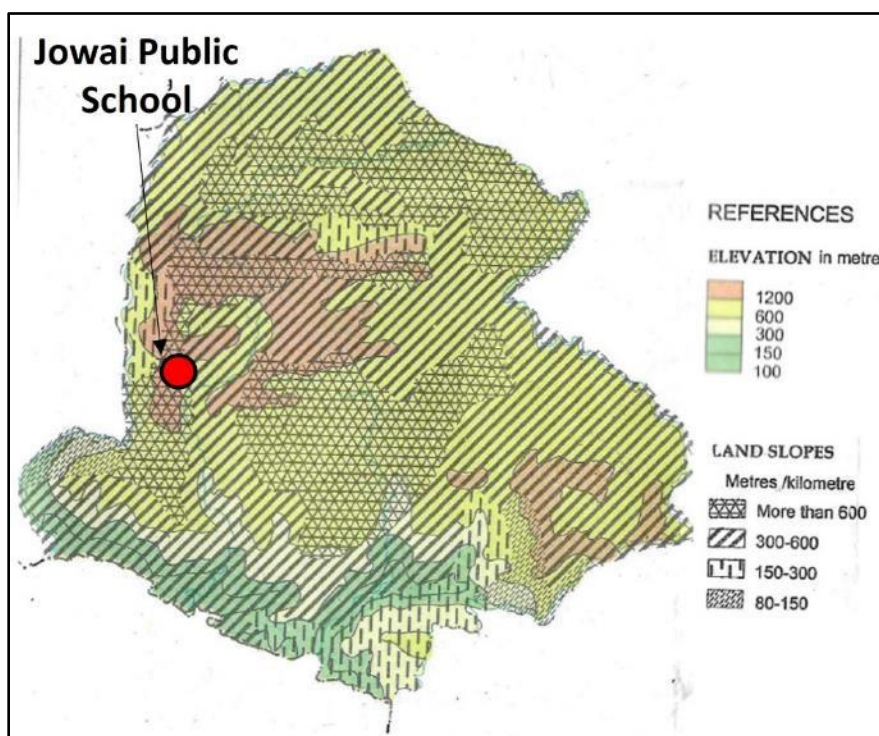 Jowai Public
School
REFERENCES
ELEVATION in metre
1200
600
300
150
100
LAND SLOPES
Metres /kilometre
More than 600
300-600
150-300
80-150